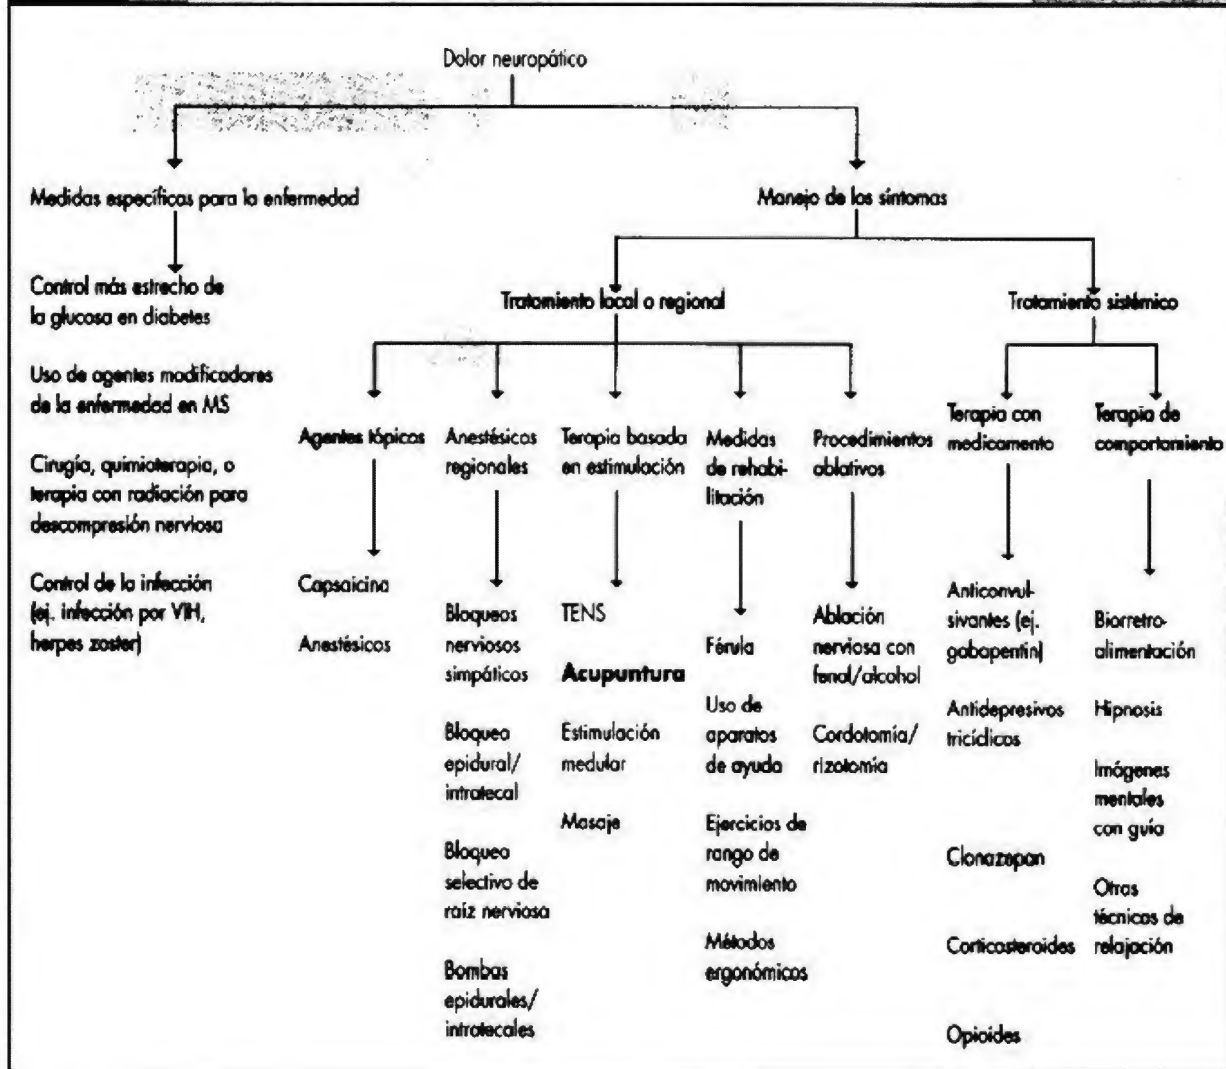 Dolor neuropático
Medidas específicas para la enfermedad
Control más estrecho de
la glucosa en diabetes
Uso de agentes modificadores
de la enfermedad en MS
Cirugía, quimioterapia, o
terapia con radiación para
descompresión nerviosa
Control de la infección
(ej. infección por VIH,
herpes zoster)
Manejo de los síntomas
Tratamiento local o regional
Agentes tópicos
Capsaicina
Anestésicos
Anestésicos
regionales
Bloqueos
nerviosos
simpáticos
Bloqueo
epidural/
intratecal
Bloqueo
selectivo de
raíz nerviosa
Bombas
epidurales/
intratecales
Terapia basada
en estimulación
TENS
Acupuntura
Estimulación
medular
Masaje
Medidas
de rehabi-
litación
Férula
Uso de
aparatos
de ayuda
Ejercicios de
rango de
movimiento
Métodos
ergonómicos
Procedimientos
ablativos
Ablación
nerviosa con
fenol/alcohol
Cordotomía/
rizotomía
Tratamiento sistémico
Terapia con
medicamento
Anticonvul-
sivantes (ej.
gabapentin)
Antidepresivos
tricíclicos
Clonazepan
Corticosteroides
Opioides
Terapia de
comportamiento
Biorretro-
alimentación
Hipnosis
Imógenes
mentales
con guía
Otras
técnicas de
relajación